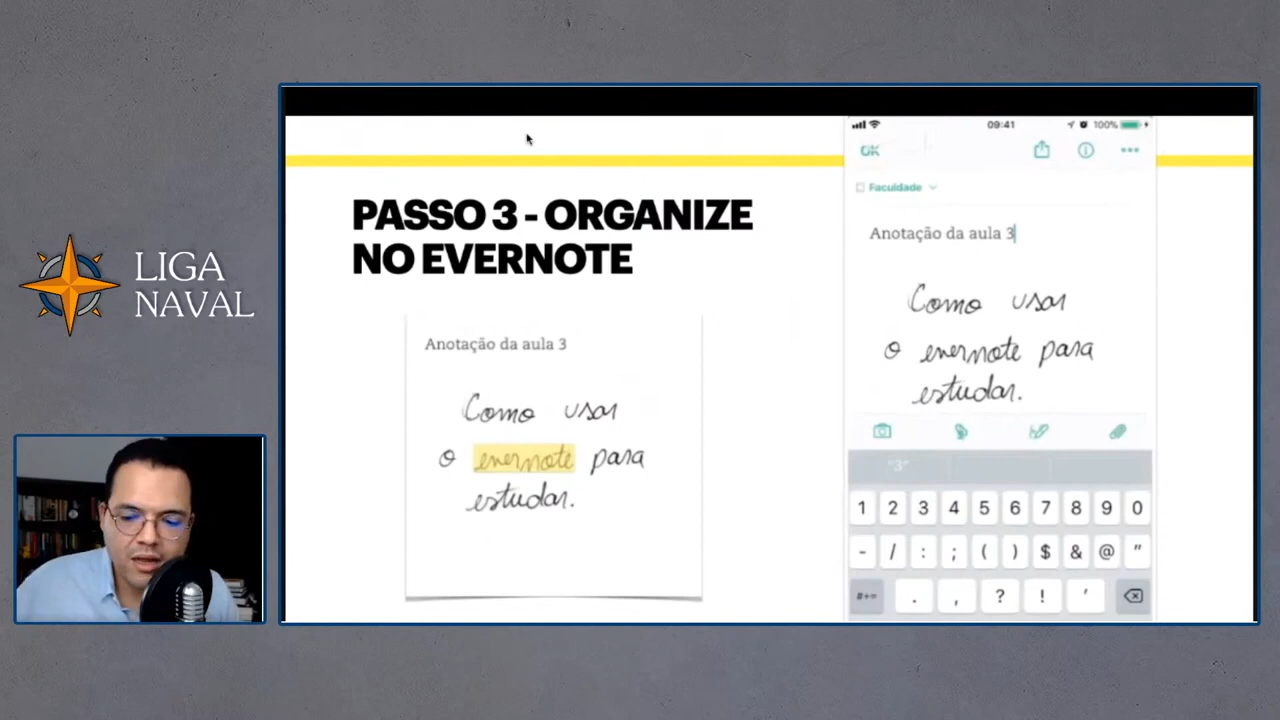 LIGA
NAVAL
PASSO 3 - ORGANIZE
NO EVERNOTE
Anotação da aula 3
Como usar
o evernote para
estudar.
09:41
100%
OK
Faculdade
Anotação da aula 3
Como usar
o evernote para
estudar.
"3"
1 2 3 4 5 6 7 8 9 0
- / : ; ( ) $ & @ "
#+= . , ? ! '